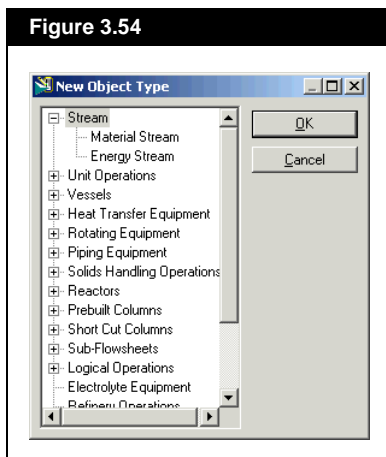 Figure 3.54
New Object Type
Stream
Material Stream
Energy Stream
Unit Operations
Vessels
Heat Transfer Equipment
Rotating Equipment
Piping Equipment
Solids Handling Operations
Reactors
Prebuilt Columns
Short Cut Columns
Sub-Flowsheets
Logical Operations
Electrolyte Equipment
Refinery Operations
OK
Cancel